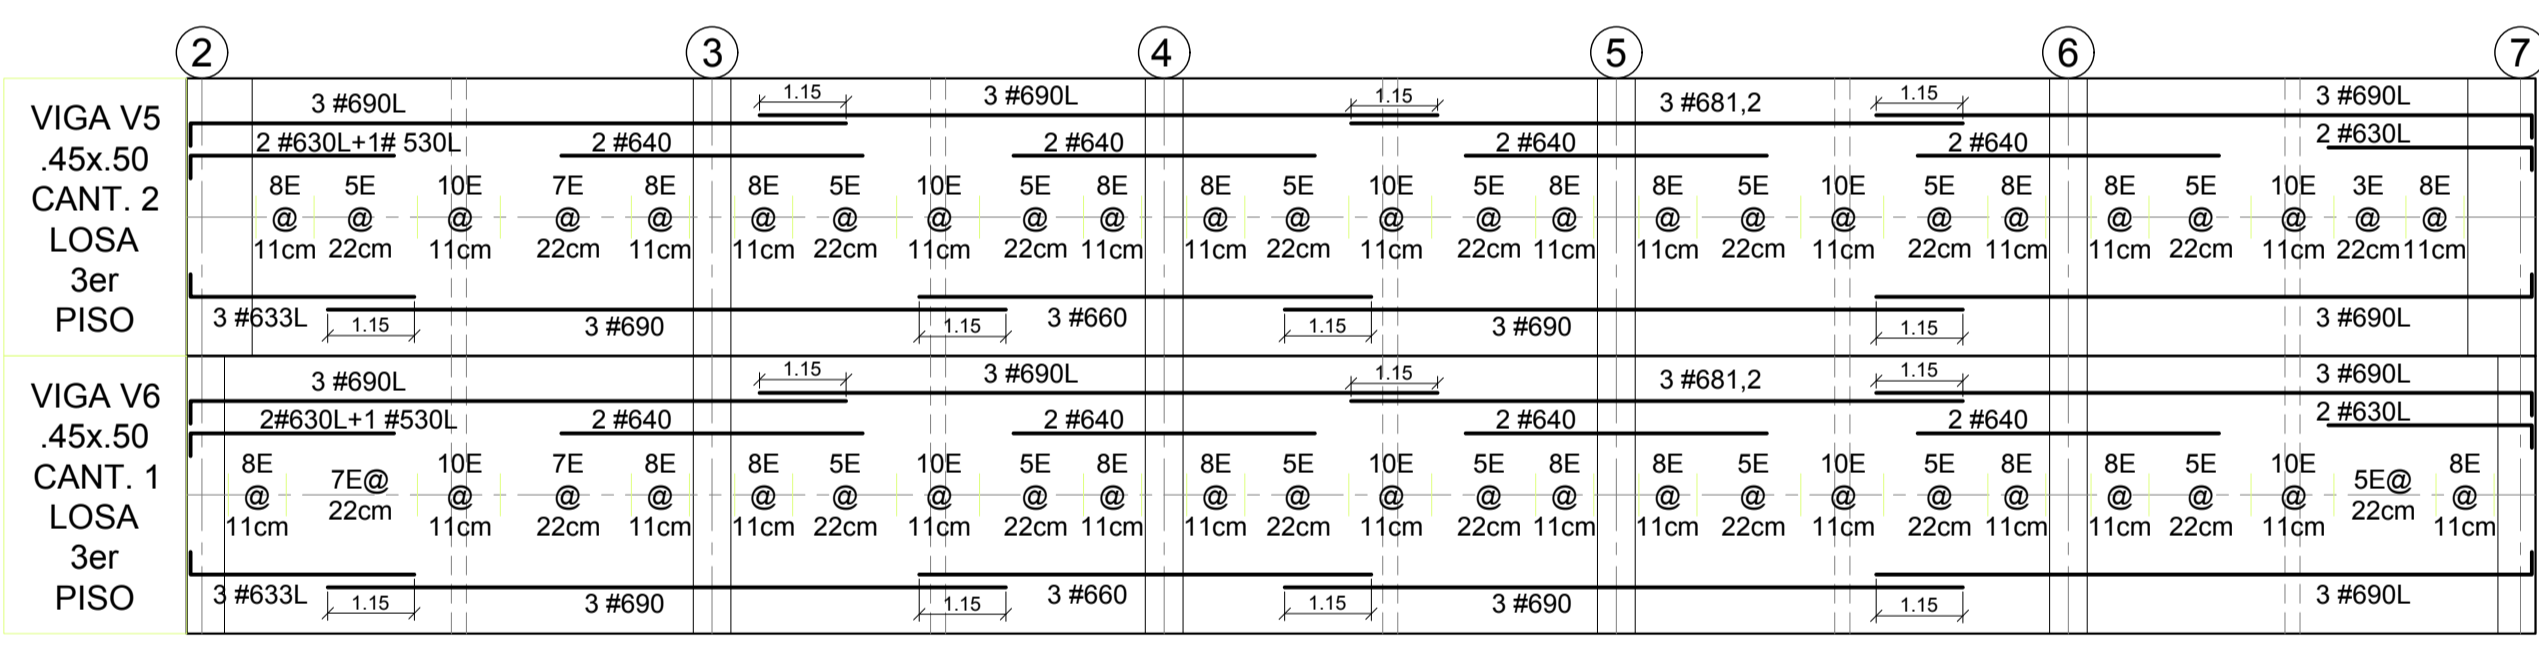 2 3 4 5 6 7
VIGA V5
.45x.50
CANT. 2
LOSA
3er
PISO
3 #690L 1.15 3 #690L 1.15 3 #681,2 1.15 3 #690L
2 #630L+1# 530L 2 #640 2 #640 2 #640 2 #640 2 #630L
8E 5E 10E 7E 8E 8E 5E 10E 5E 8E 8E 5E 10E 5E 8E 8E 5E 10E 5E 8E 8E 5E 10E 3E 8E
@ @ @ @ @ @ @ @ @ @ @ @ @ @ @ @ @ @ @ @ @ @ @ @ @
11cm 22cm 11cm 22cm 11cm 11cm 22cm 11cm 22cm 11cm 11cm 22cm 11cm 22cm 11cm 11cm 22cm 11cm 22cm 11cm 11cm 22cm 11cm 22cm 11cm
3 #633L 1.15 3 #690 1.15 3 #660 1.15 3 #690 1.15 3 #690L
VIGA V6
.45x.50
CANT. 1
LOSA
3er
PISO
3 #690L 1.15 3 #690L 1.15 3 #681,2 1.15 3 #690L
2#630L+1 #530L 2 #640 2 #640 2 #640 2 #640 2 #630L
8E 7E@ 10E 7E 8E 8E 5E 10E 5E 8E 8E 5E 10E 5E 8E 8E 5E 10E 5E 8E 8E 5E 10E 5E@ 8E
@ @ @ @ @ @ @ @ @ @ @ @ @ @ @ @ @ @ @ @ @ @ @
11cm 22cm 11cm 22cm 11cm 11cm 22cm 11cm 22cm 11cm 11cm 22cm 11cm 22cm 11cm 11cm 22cm 11cm 22cm 11cm 11cm 22cm 11cm 22cm 11cm
3 #633L 1.15 3 #690 1.15 3 #660 1.15 3 #690 1.15 3 #690L